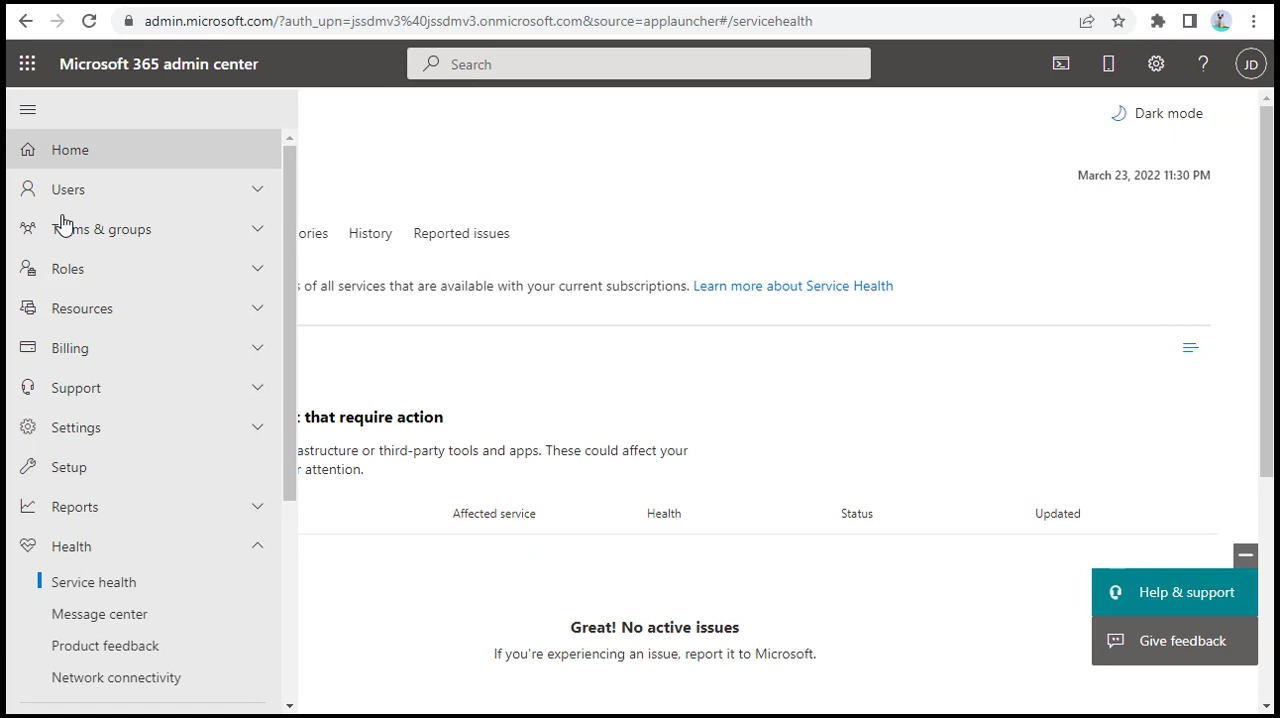 admin.microsoft.com/?auth_upn=jssdmv3%40jssdmv3.onmicrosoft.com&source=applauncher#/servicehealth
Microsoft 365 admin center
Search
JD
Dark mode
Home
March 23, 2022 11:30 PM
Users
Teams & groups
ories
History
Reported issues
Roles
s of all services that are available with your current subscriptions. Learn more about Service Health
Resources
Billing
Support
that require action
Settings
astructure or third-party tools and apps. These could affect your
r attention.
Setup
Reports
Affected service
Health
Status
Updated
Health
Service health
Help & support
Message center
Great! No active issues
Give feedback
Product feedback
If you're experiencing an issue, report it to Microsoft.
Network connectivity